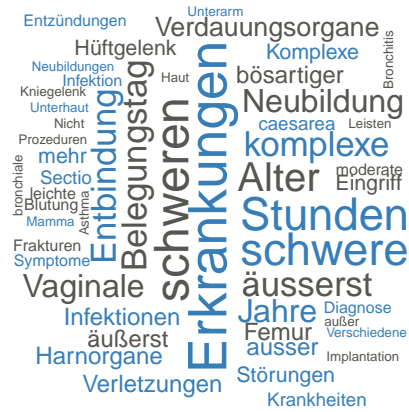 Unterarm
Entzündungen
Verdauungsorgane
Hüftgelenk
Komplexe
Bronchitis
Neubildungen
Haut
bösartiger
Infektion
Kniegelenk
Neubildung
Unterhaut
Nicht
caesarea
Leisten
Prozeduren
komplexe
mehr
Entbindung
Belegungstag
schweren
Erkrankungen
Alter
moderate
Sectio
Eingriff
bronchiale
leichte
Blutung
Asthma
Mamma
Stunden
Frakturen
schwere
Symptome
Vaginale
äusserst
Infektionen
Jahre
Diagnose
außer
äußerst
Femur
Verschiedene
Harnorgane
ausser
Implantation
Verletzungen
Störungen
Krankheiten